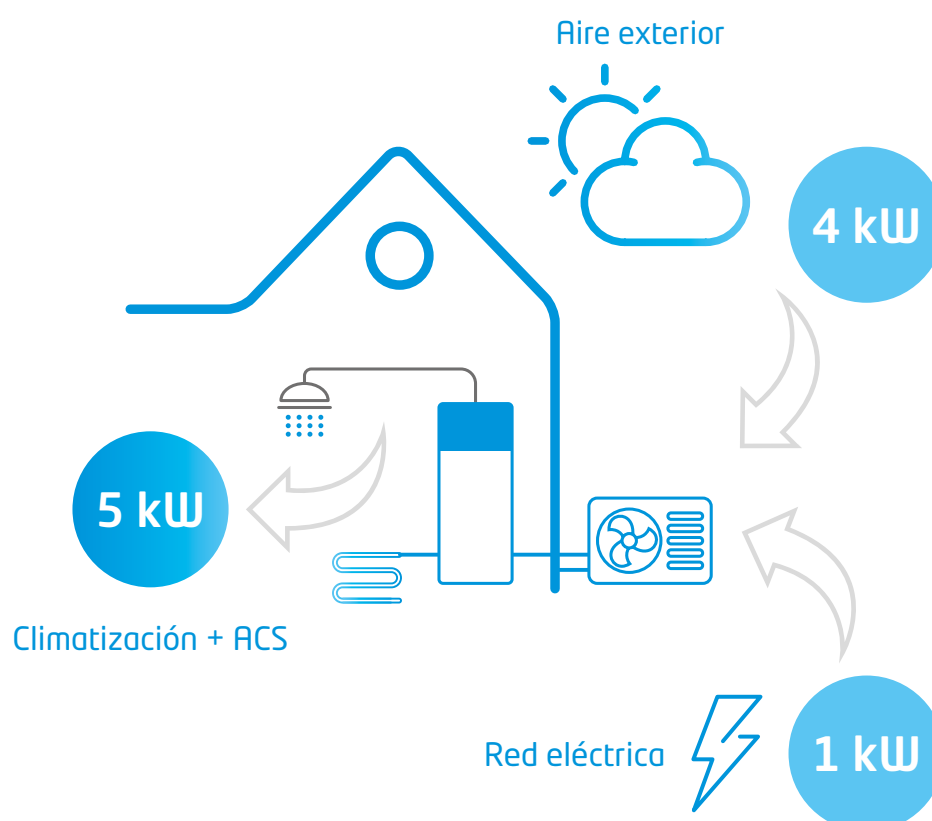 Aire exterior
4 kW
5 kW
Climatización + ACS
Red eléctrica
1 kW